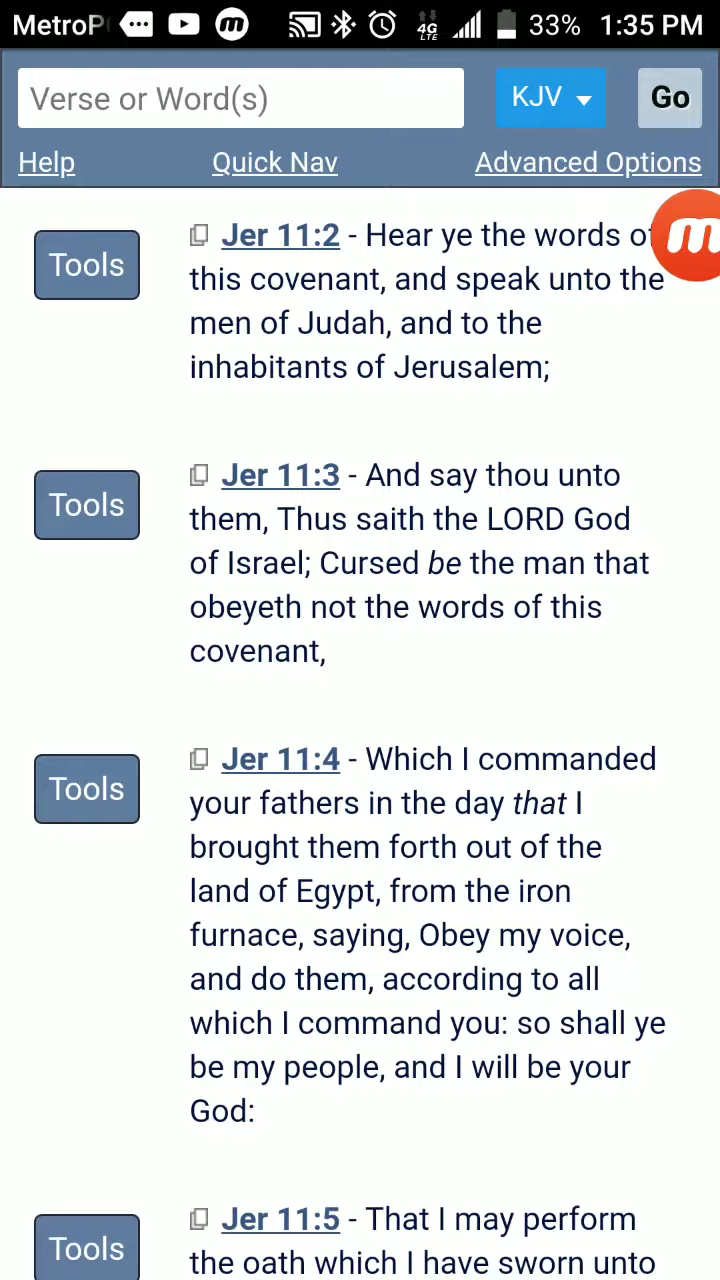 MetroP
4G
LTE
33% 1:35 PM
Verse or Word(s)
KJV
Go
Help
Quick Nav
Advanced Options
Tools
Jer 11:2 - Hear ye the words of
this covenant, and speak unto the
men of Judah, and to the
inhabitants of Jerusalem;
Tools
Jer 11:3 - And say thou unto
them, Thus saith the LORD God
of Israel; Cursed be the man that
obeyeth not the words of this
covenant,
Tools
Jer 11:4 - Which I commanded
your fathers in the day that I
brought them forth out of the
land of Egypt, from the iron
furnace, saying, Obey my voice,
and do them, according to all
which I command you: so shall ye
be my people, and I will be your
God:
Tools
Jer 11:5 - That I may perform
the oath which I have sworn unto